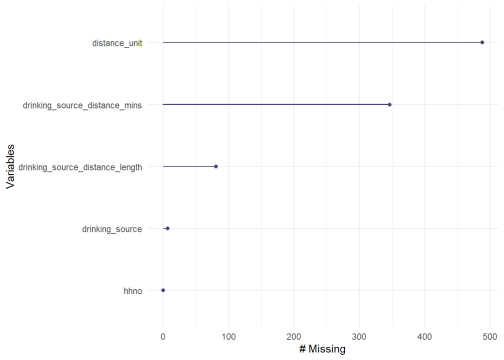 distance_unit
drinking_source_distance_mins
drinking_source_distance_length
drinking_source
hhno
Variables
0 100 200 300 400 500
# Missing